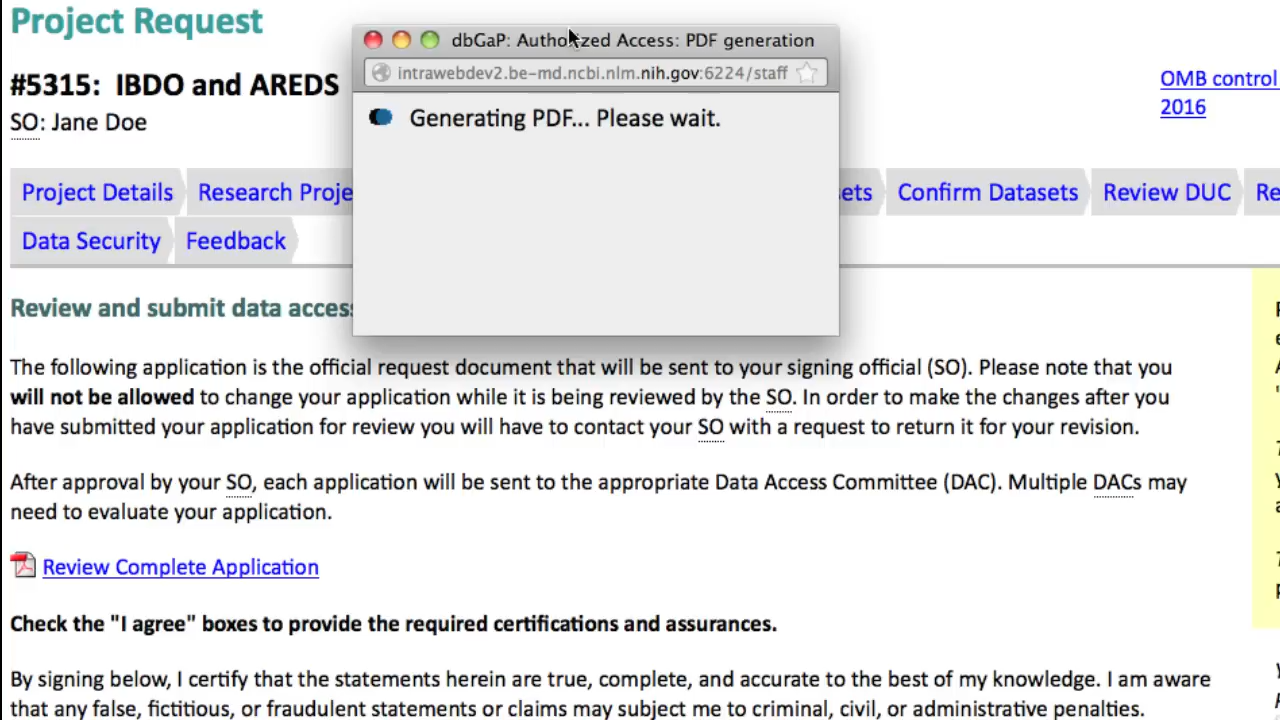 Project Request
dbGaP: Authorized Access: PDF generation
intrawebdev2.be-md.ncbi.nlm.nih.gov:6224/staff
#5315: IBDO and AREDS
OMB control
2016
SO: Jane Doe
Generating PDF... Please wait.
Project Details Research Proje sets Confirm Datasets Review DUC Re
Data Security Feedback
Review and submit data access
The following application is the official request document that will be sent to your signing official (SO). Please note that you
will not be allowed to change your application while it is being reviewed by the SO. In order to make the changes after you
have submitted your application for review you will have to contact your SO with a request to return it for your revision.
After approval by your SO, each application will be sent to the appropriate Data Access Committee (DAC). Multiple DACs may
need to evaluate your application.
Review Complete Application
Check the "I agree" boxes to provide the required certifications and assurances.
By signing below, I certify that the statements herein are true, complete, and accurate to the best of my knowledge. I am aware
that any false, fictitious, or fraudulent statements or claims may subject me to criminal, civil, or administrative penalties.